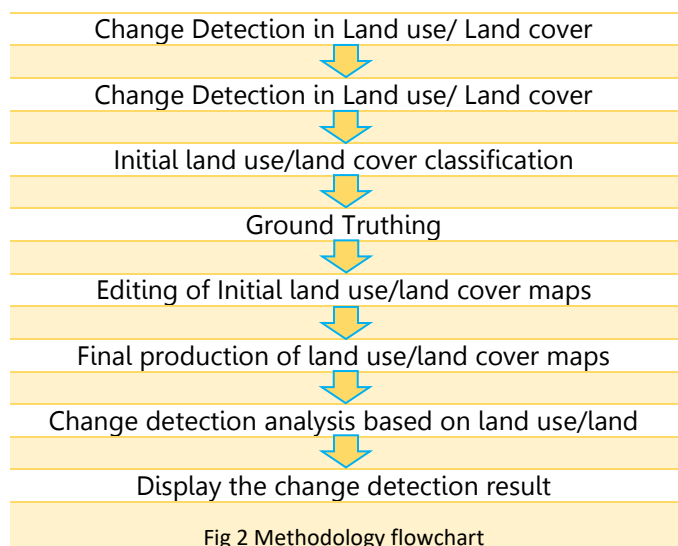 Change Detection in Land use/ Land cover
Change Detection in Land use/ Land cover
Initial land use/land cover classification
Ground Truthing
Editing of Initial land use/land cover maps
Final production of land use/land cover maps
Change detection analysis based on land use/land
Display the change detection result
Fig 2 Methodology flowchart